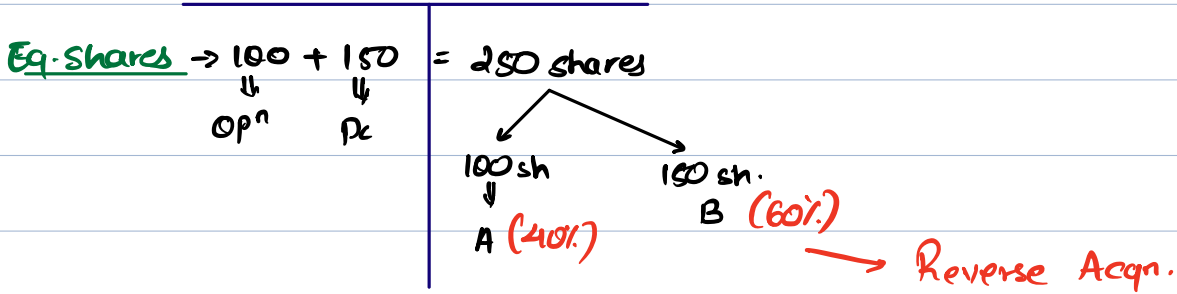 Eq. shares → 100 + 150 = 250 shares
Opⁿ Pc
100 sh 150 sh.
A (40%) B (60%)
→ Reverse Acqn.